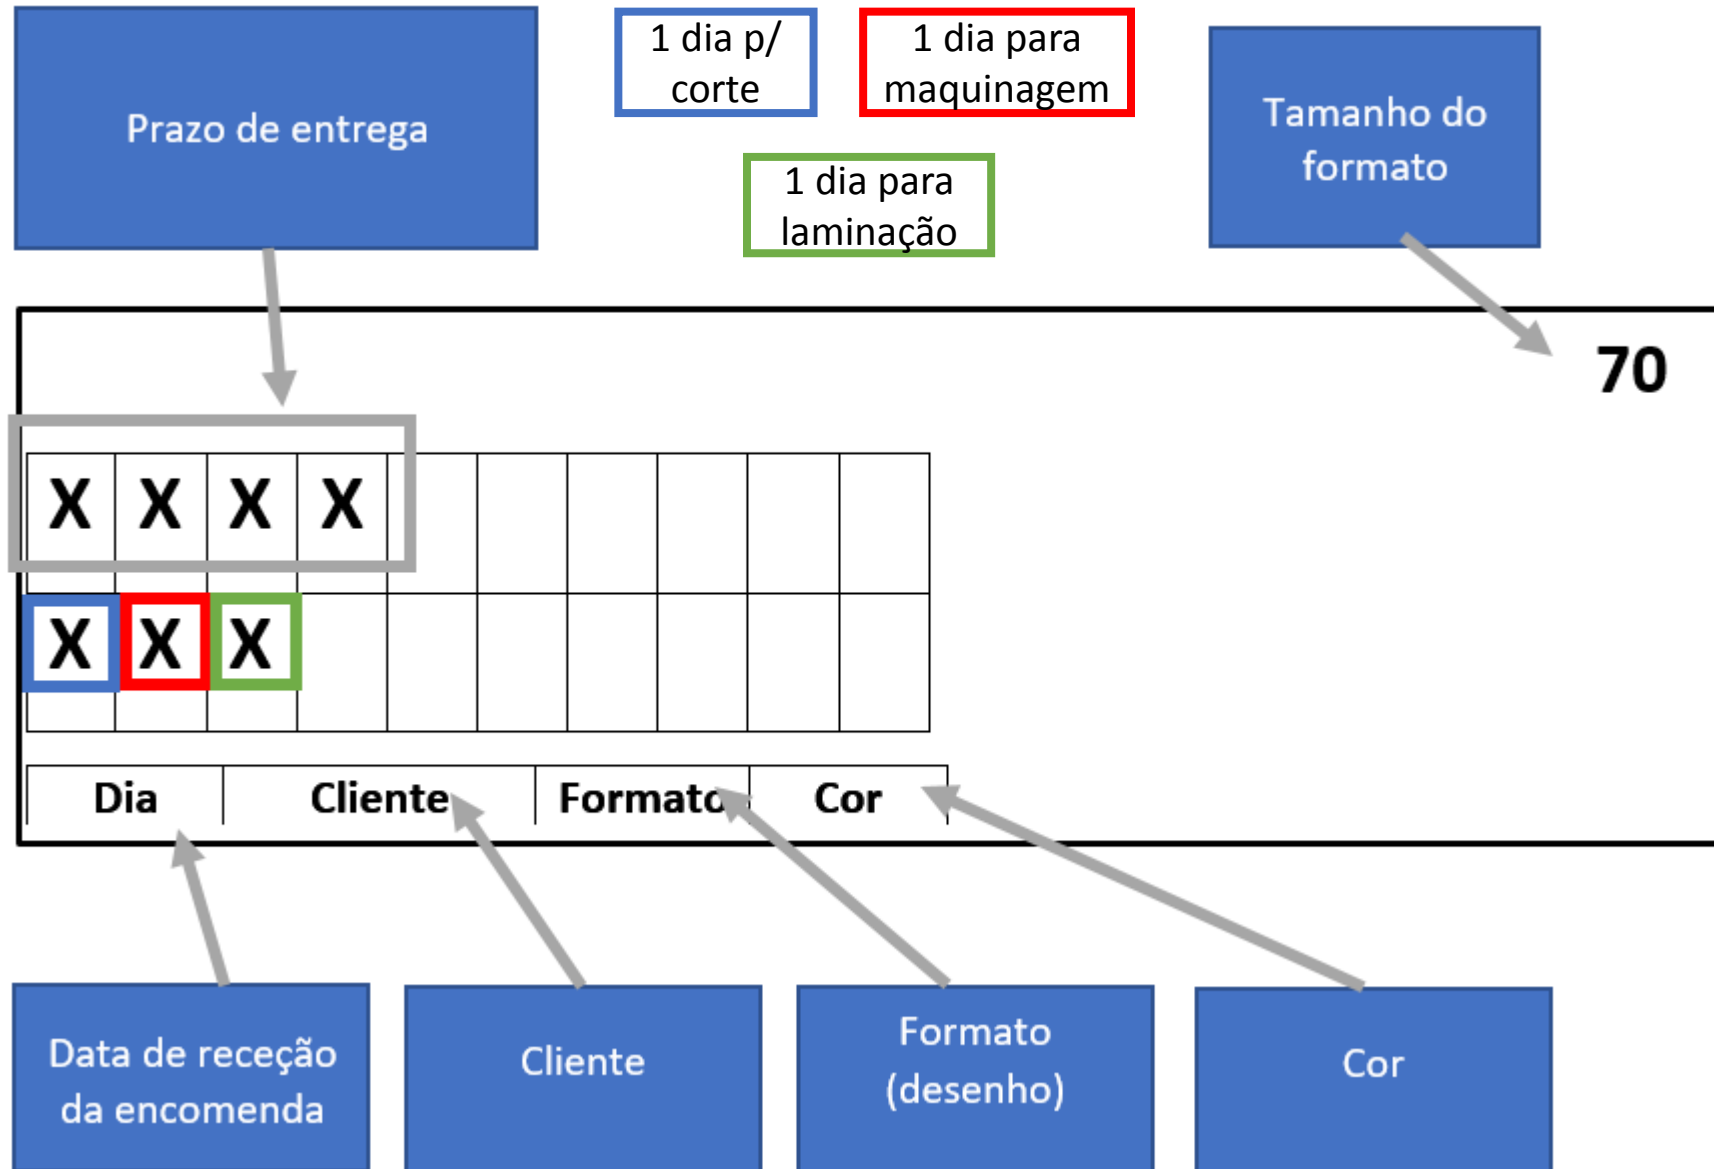 Prazo de entrega
1 dia p/
corte
1 dia para
maquinagem
1 dia para
laminação
Tamanho do
formato
70
X X X X
X X X
Dia Cliente Formato Cor
Data de receção
da encomenda
Cliente
Formato
(desenho)
Cor